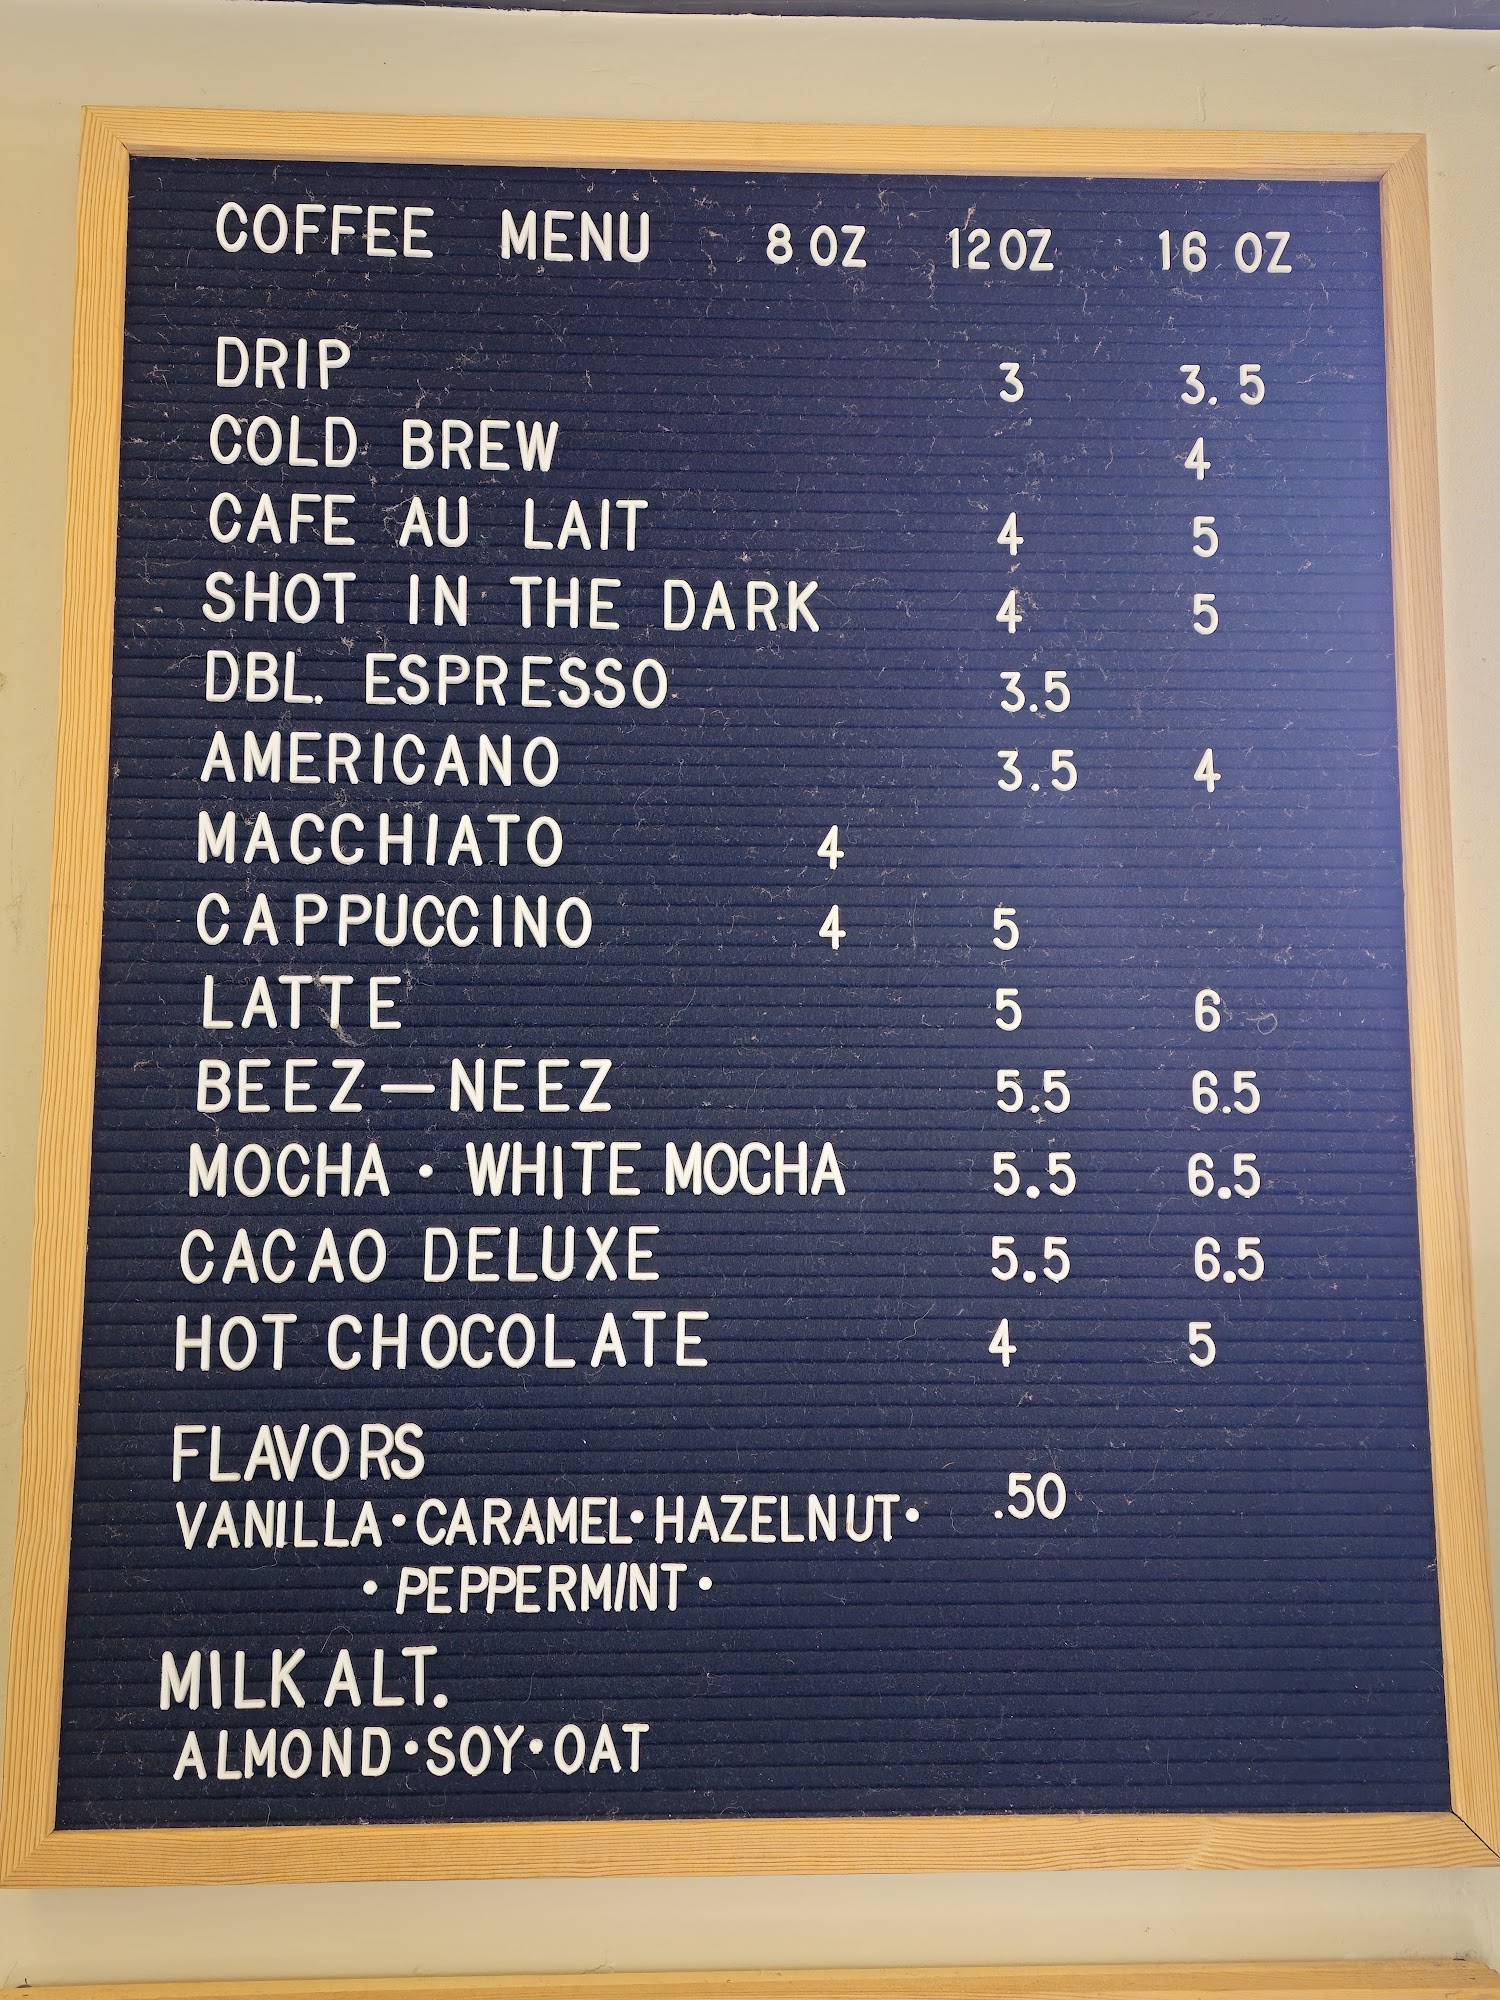 COFFEE MENU 8 OZ 12 OZ 16 OZ
DRIP 3 3.5
COLD BREW 4
CAFE AU LAIT 4 5
SHOT IN THE DARK 4 5
DBL. ESPRESSO 3.5
AMERICANO 3.5 4
MACCHIATO 4
CAPPUCCINO 4 5
LATTE 5 6
BEEZ—NEEZ 5.5 6.5
MOCHA • WHITE MOCHA 5.5 6.5
CACAO DELUXE 5.5 6.5
HOT CHOCOLATE 4 5
FLAVORS
VANILLA•CARAMEL•HAZELNUT• .50
•PEPPERMINT•
MILK ALT.
ALMOND•SOY•OAT